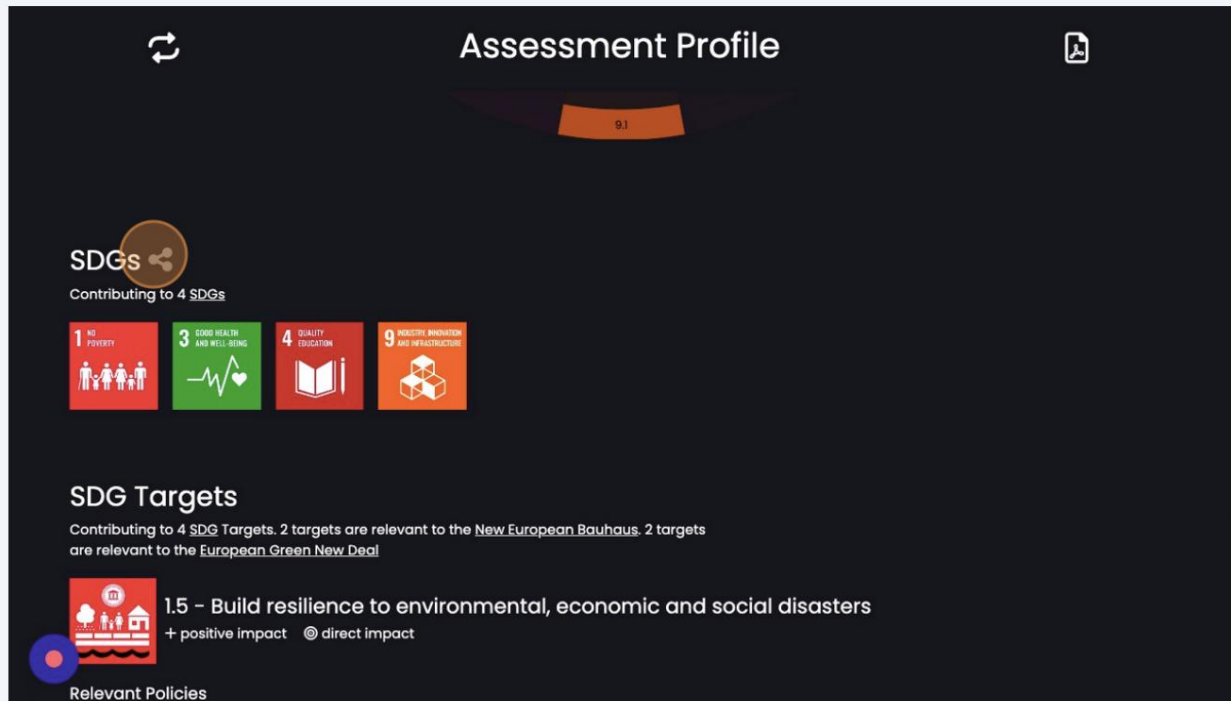 Assessment Profile
9.1
SDGs
Contributing to 4 SDGs
1 NO POVERTY
3 GOOD HEALTH AND WELL-BEING
4 QUALITY EDUCATION
9 INDUSTRY, INNOVATION AND INFRASTRUCTURE
SDG Targets
Contributing to 4 SDG Targets. 2 targets are relevant to the New European Bauhaus. 2 targets
are relevant to the European Green New Deal
1.5 - Build resilience to environmental, economic and social disasters
+ positive impact direct impact
Relevant Policies